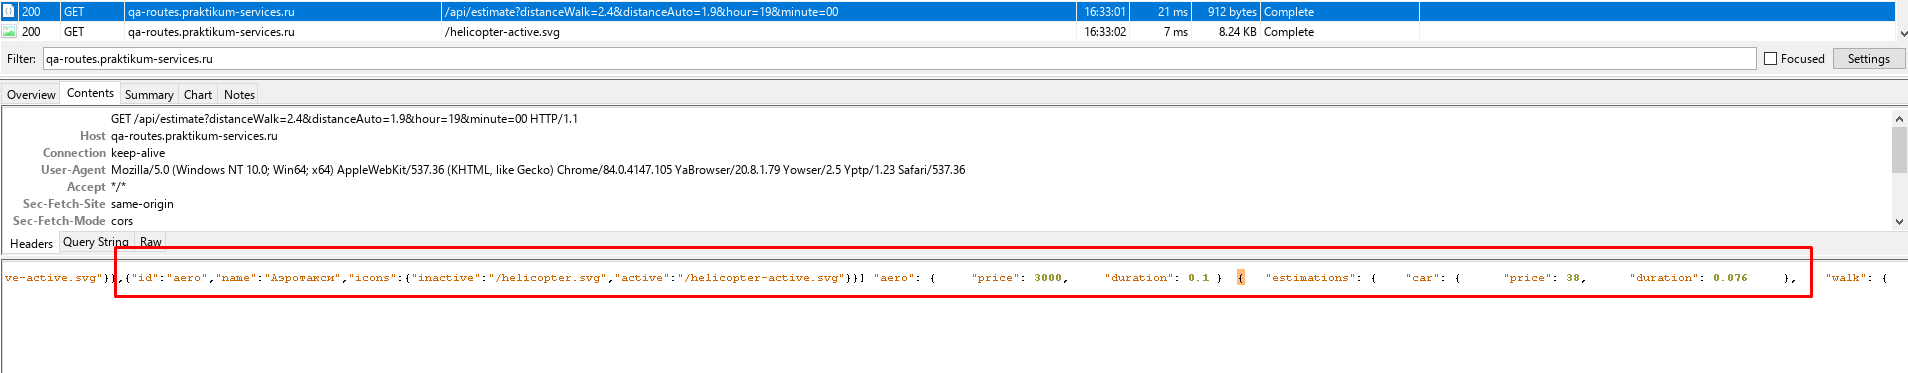 200 GET qa-routes.praktikum-services.ru /api/estimate?distanceWalk=2.4&distanceAuto=1.9&hour=19&minute=00 16:33:01 21 ms 912 bytes Complete
200 GET qa-routes.praktikum-services.ru /helicopter-active.svg 16:33:02 7 ms 8.24 KB Complete
Filter: qa-routes.praktikum-services.ru Focused Settings
Overview Contents Summary Chart Notes
GET /api/estimate?distanceWalk=2.4&distanceAuto=1.9&hour=19&minute=00 HTTP/1.1
Host qa-routes.praktikum-services.ru
Connection keep-alive
User-Agent Mozilla/5.0 (Windows NT 10.0; Win64; x64) AppleWebKit/537.36 (KHTML, like Gecko) Chrome/84.0.4147.105 YaBrowser/20.8.1.79 Yowser/2.5 Yptp/1.23 Safari/537.36
Accept */*
Sec-Fetch-Site same-origin
Sec-Fetch-Mode cors
Headers Query String Raw
ve-active.svg"}},{"id":"aero","name":"Аэротакси","icons":{"inactive":"/helicopter.svg","active":"/helicopter-active.svg"}}] "aero": { "price": 3000, "duration": 0.1 } { "estimations": { "car": { "price": 38, "duration": 0.076 }, "walk": {